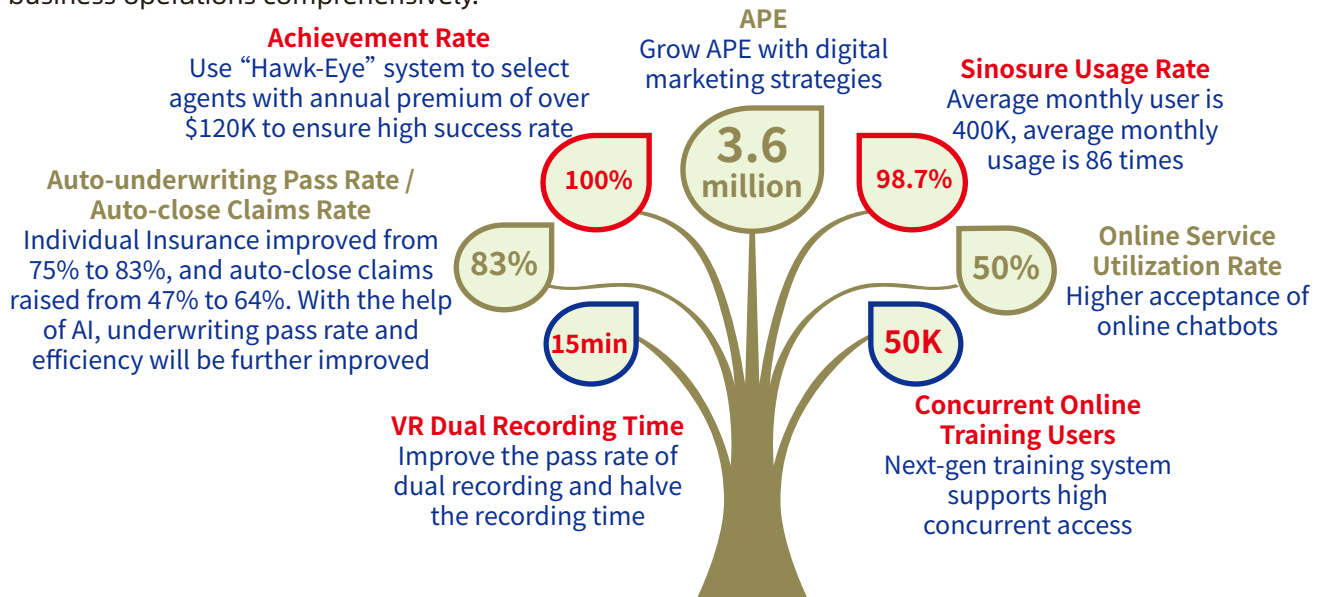 business operations comprehensively.
APE
Grow APE with digital
marketing strategies
3.6
million
Achievement Rate
Use “Hawk-Eye” system to select
agents with annual premium of over
$120K to ensure high success rate
100%
Sinosure Usage Rate
Average monthly user is
400K, average monthly
usage is 86 times
98.7%
Auto-underwriting Pass Rate /
Auto-close Claims Rate
Individual Insurance improved from
75% to 83%, and auto-close claims
raised from 47% to 64%. With the help
of AI, underwriting pass rate and
efficiency will be further improved
83%
50%
Online Service
Utilization Rate
Higher acceptance of
online chatbots
15min
VR Dual Recording Time
Improve the pass rate of
dual recording and halve
the recording time
50K
Concurrent Online
Training Users
Next-gen training system
supports high
concurrent access